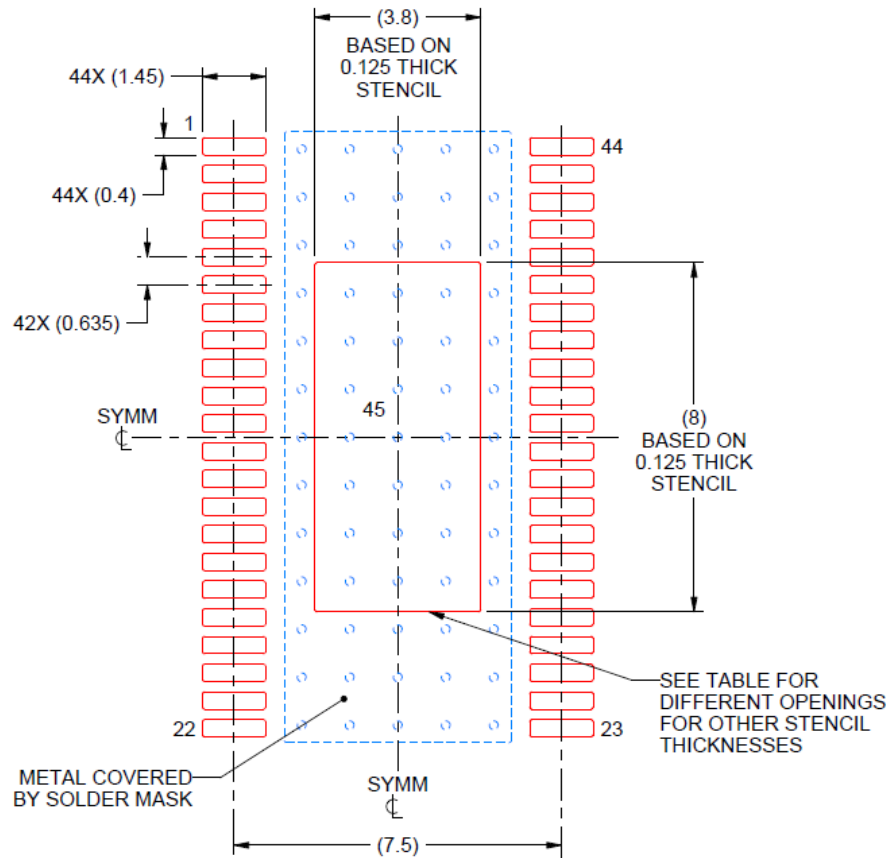 (3.8)
BASED ON
0.125 THICK
STENCIL
44X (1.45)
1
44
44X (0.4)
42X (0.635)
45
SYMM
℄
(8)
BASED ON
0.125 THICK
STENCIL
SEE TABLE FOR
DIFFERENT OPENINGS
FOR OTHER STENCIL
THICKNESSES
22
23
METAL COVERED
BY SOLDER MASK
SYMM
℄
(7.5)